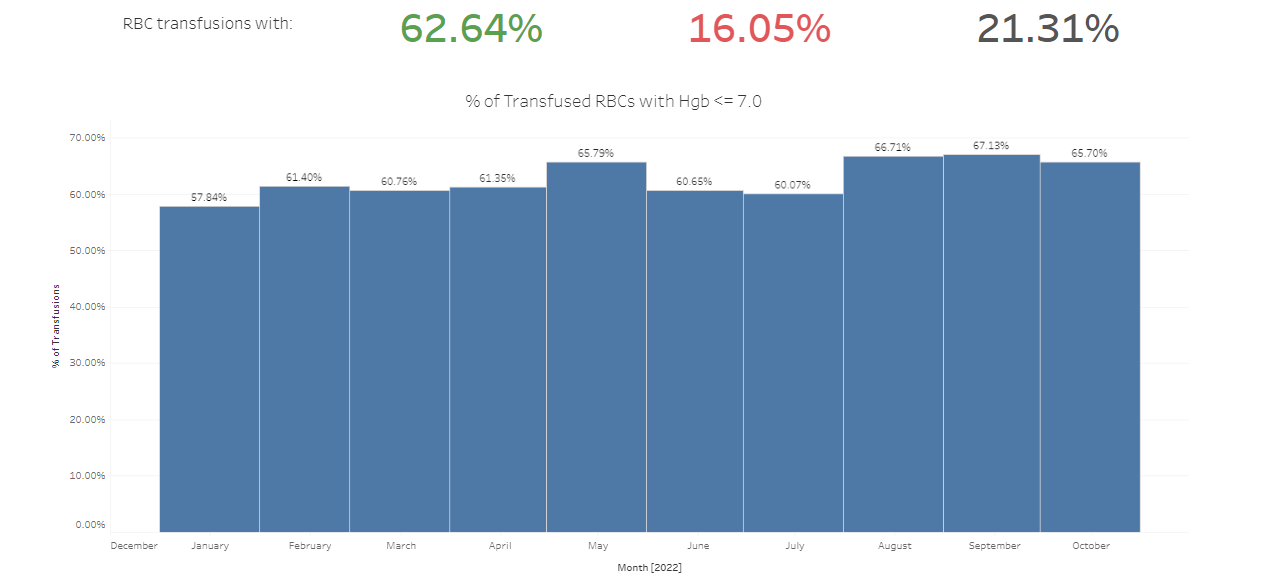 RBC transfusions with: 62.64% 16.05% 21.31%
% of Transfused RBCs with Hgb <= 7.0
% of Transfusions
70.00%
60.00%
50.00%
40.00%
30.00%
20.00%
10.00%
0.00%
57.84% 61.40% 60.76% 61.35% 65.79% 60.65% 60.07% 66.71% 67.13% 65.70%
December January February March April May June July August September October
Month [2022]